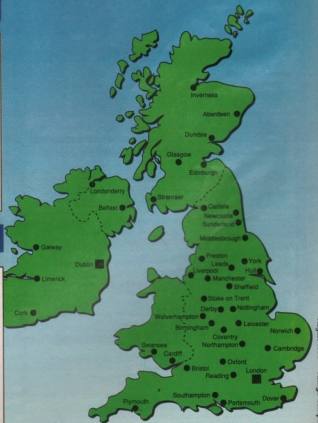 Inverness
Aberdeen
Dundee
Glasgow
Edinburgh
Stranraer
Londonderry
Belfast
Carlisle
Newcastle
Sunderland
Middlesbrough
Galway
Dublin
Limerick
Cork
Preston
York
Leeds
Hull
Liverpool
Manchester
Sheffield
Stoke on Trent
Derby
Nottingham
Wolverhampton
Birmingham
Leicester
Norwich
Coventry
Northampton
Cambridge
Swansea
Cardiff
Oxford
Bristol
Reading
London
Southampton
Portsmouth
Dover
Plymouth